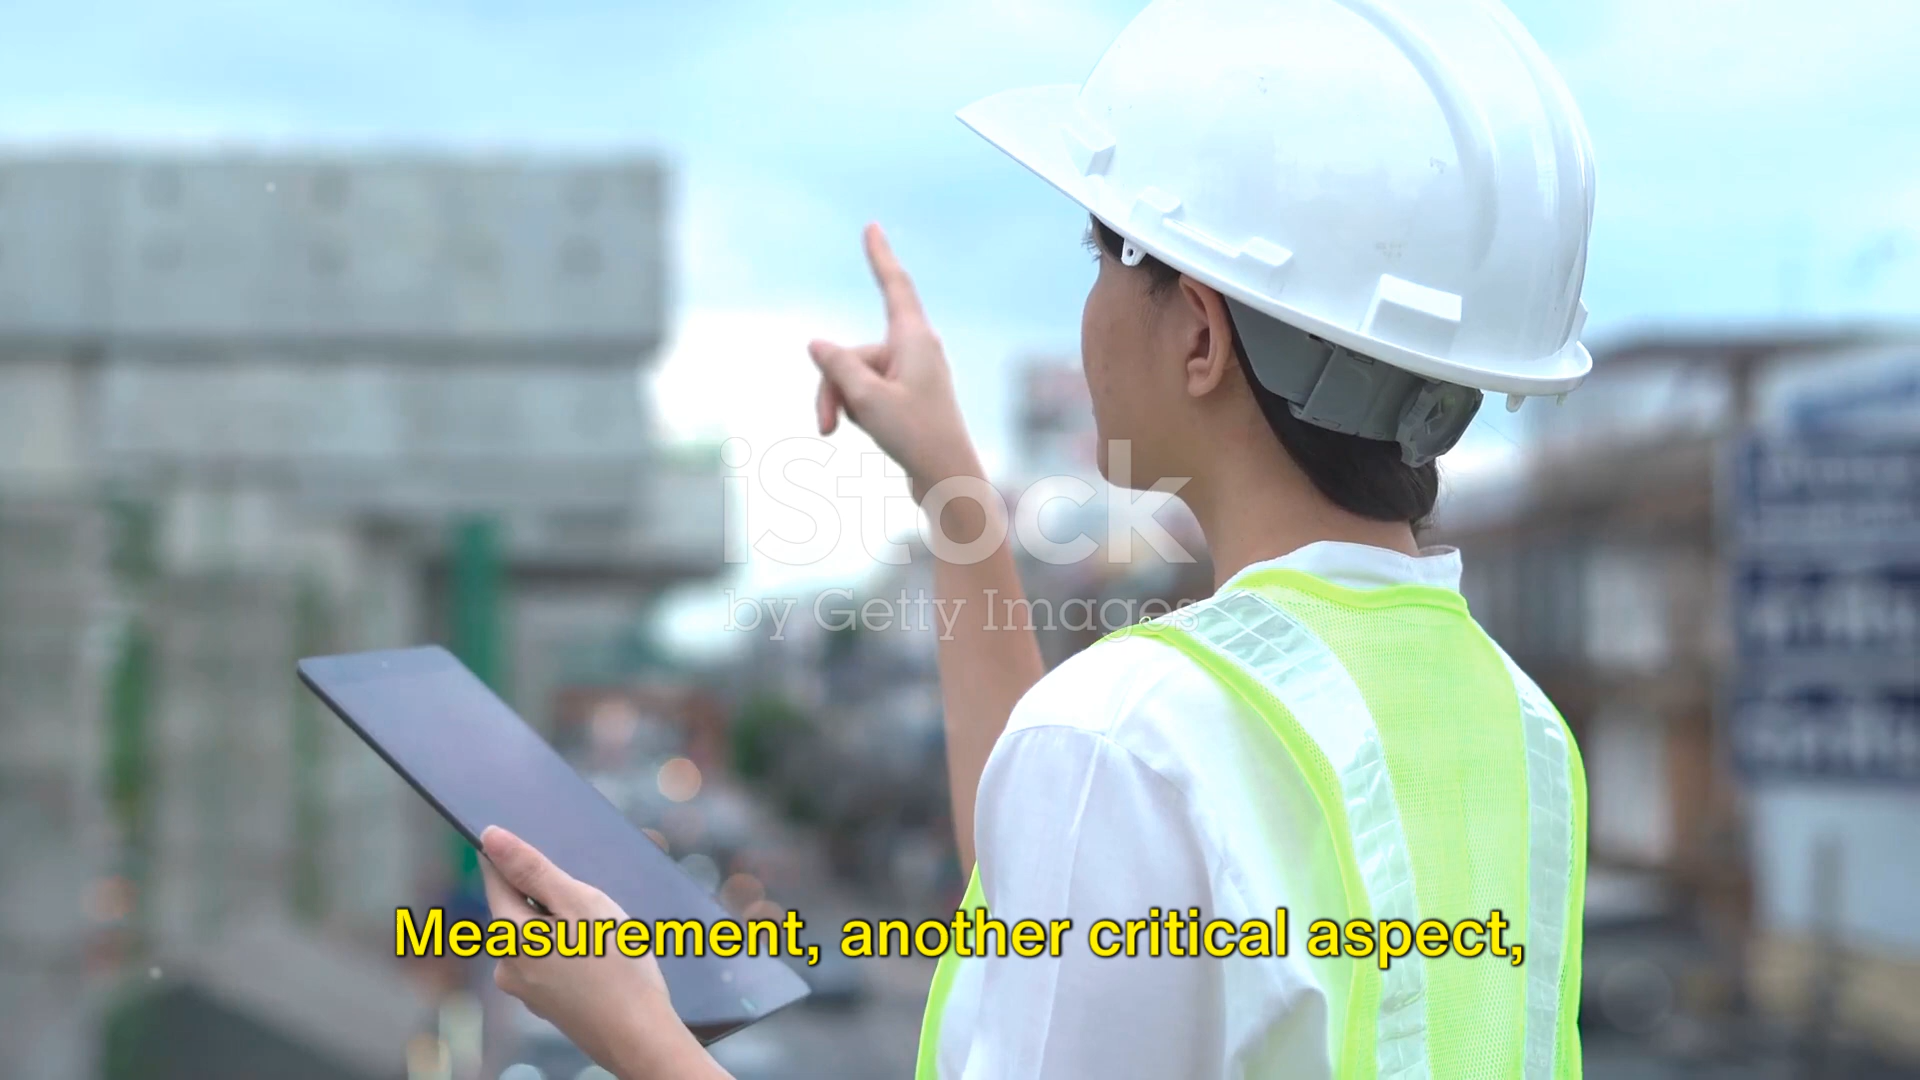 iStock
by Getty Images
Measurement, another critical aspect,